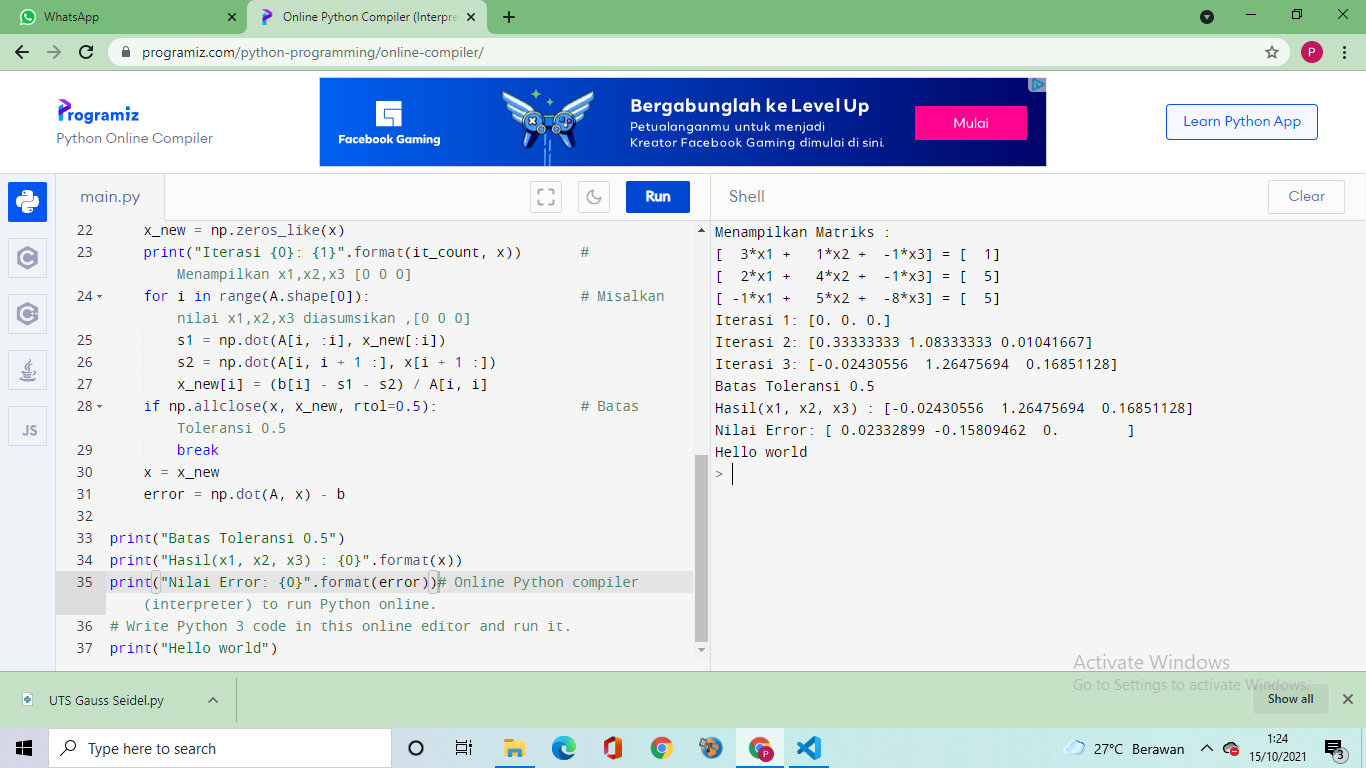 WhatsApp
Online Python Compiler (Interpre
programiz.com/python-programming/online-compiler/
P
Programiz
Python Online Compiler
Facebook Gaming
Bergabunglah ke Level Up
Petualanganmu untuk menjadi
Kreator Facebook Gaming dimulai di sini.
Mulai
Learn Python App
main.py
Run
Shell
Clear
JS
22 x_new = np.zeros_like(x)
23 print("Iterasi {0}: {1}".format(it_count, x)) #
Menampilkan x1,x2,x3 [0 0 0]
24 for i in range(A.shape[0]): # Misalkan
nilai x1,x2,x3 diasumsikan ,[0 0 0]
25 s1 = np.dot(A[i, :i], x_new[:i])
26 s2 = np.dot(A[i, i + 1 :], x[i + 1 :])
27 x_new[i] = (b[i] - s1 - s2) / A[i, i]
28 if np.allclose(x, x_new, rtol=0.5): # Batas
Toleransi 0.5
29 break
30 x = x_new
31 error = np.dot(A, x) - b
32
33 print("Batas Toleransi 0.5")
34 print("Hasil(x1, x2, x3) : {0}".format(x))
35 print("Nilai Error: {0}".format(error))# Online Python compiler
(interpreter) to run Python online.
36 # Write Python 3 code in this online editor and run it.
37 print("Hello world")
Menampilkan Matriks :
[  3*x1 +   1*x2 +  -1*x3] = [  1]
[  2*x1 +   4*x2 +  -1*x3] = [  5]
[ -1*x1 +   5*x2 +  -8*x3] = [  5]
Iterasi 1: [0. 0. 0.]
Iterasi 2: [0.33333333 1.08333333 0.01041667]
Iterasi 3: [-0.02430556  1.26475694  0.16851128]
Batas Toleransi 0.5
Hasil(x1, x2, x3) : [-0.02430556  1.26475694  0.16851128]
Nilai Error: [ 0.02332899 -0.15809462  0.        ]
Hello world
>
Activate Windows
Go to Settings to activate Windows.
UTS Gauss Seidel.py
Show all
Type here to search
P
27°C Berawan
1:24
15/10/2021
3